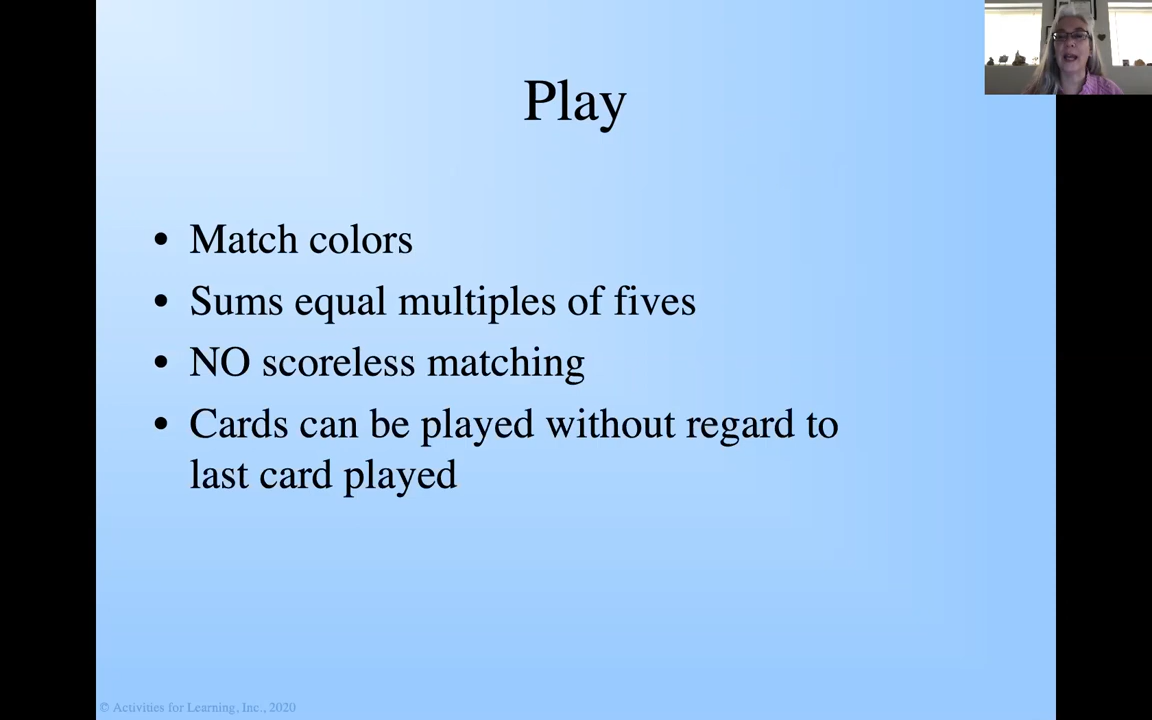 Play
• Match colors
• Sums equal multiples of fives
• NO scoreless matching
• Cards can be played without regard to
last card played
© Activities for Learning, Inc., 2020